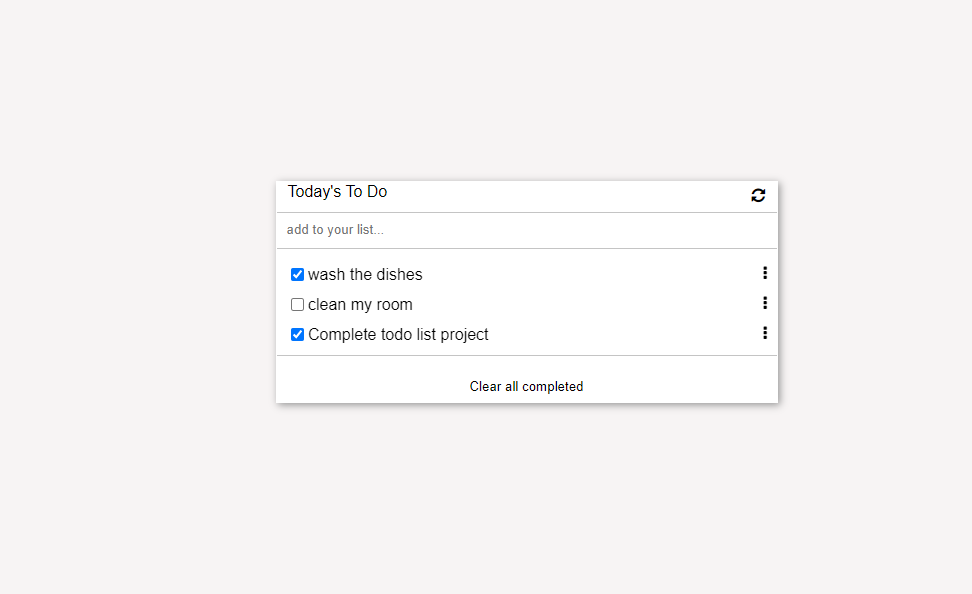 Today's To Do
add to your list...
wash the dishes
clean my room
Complete todo list project
Clear all completed